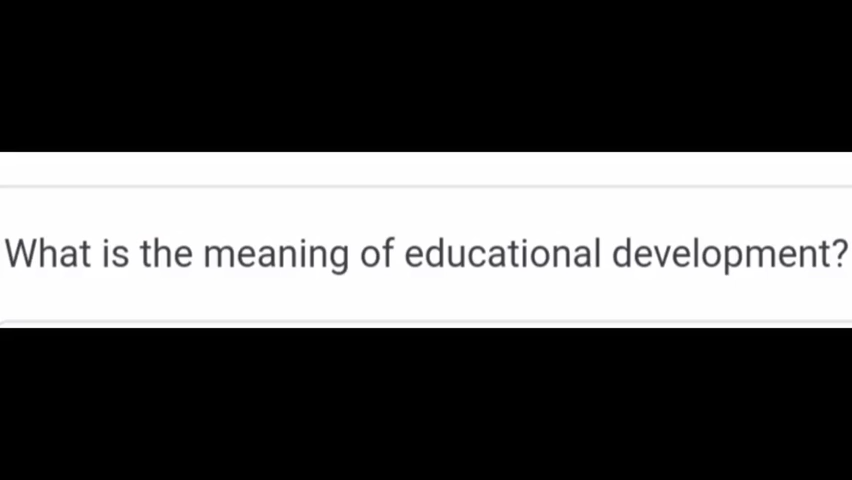 What is the meaning of educational development?